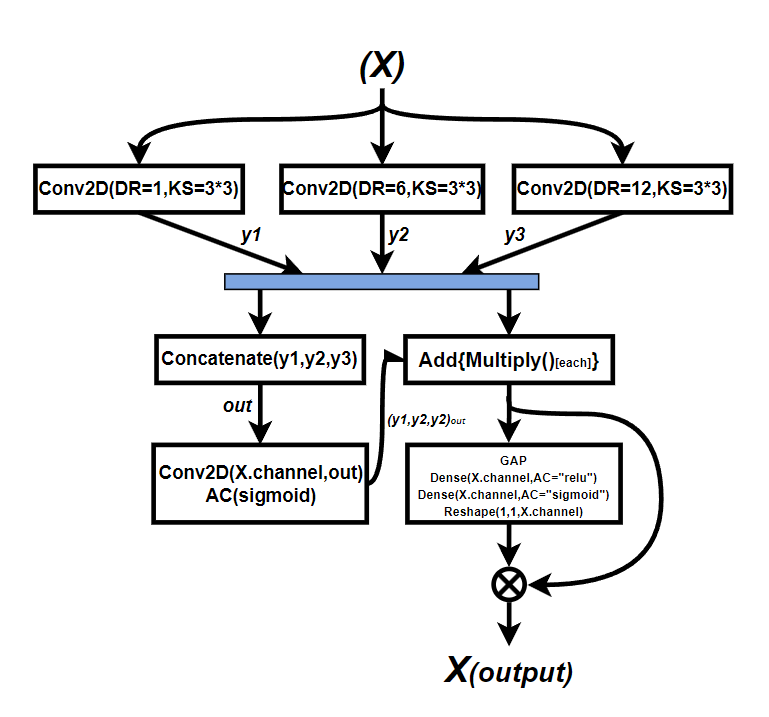 (X)
Conv2D(DR=1,KS=3*3)
Conv2D(DR=6,KS=3*3)
Conv2D(DR=12,KS=3*3)
y1
y2
y3
Concatenate(y1,y2,y3)
Add{Multiply()[each]}
out
(y1,y2,y2)out
Conv2D(X.channel,out)
AC(sigmoid)
GAP
Dense(X.channel,AC="relu")
Dense(X.channel,AC="sigmoid")
Reshape(1,1,X.channel)
X(output)